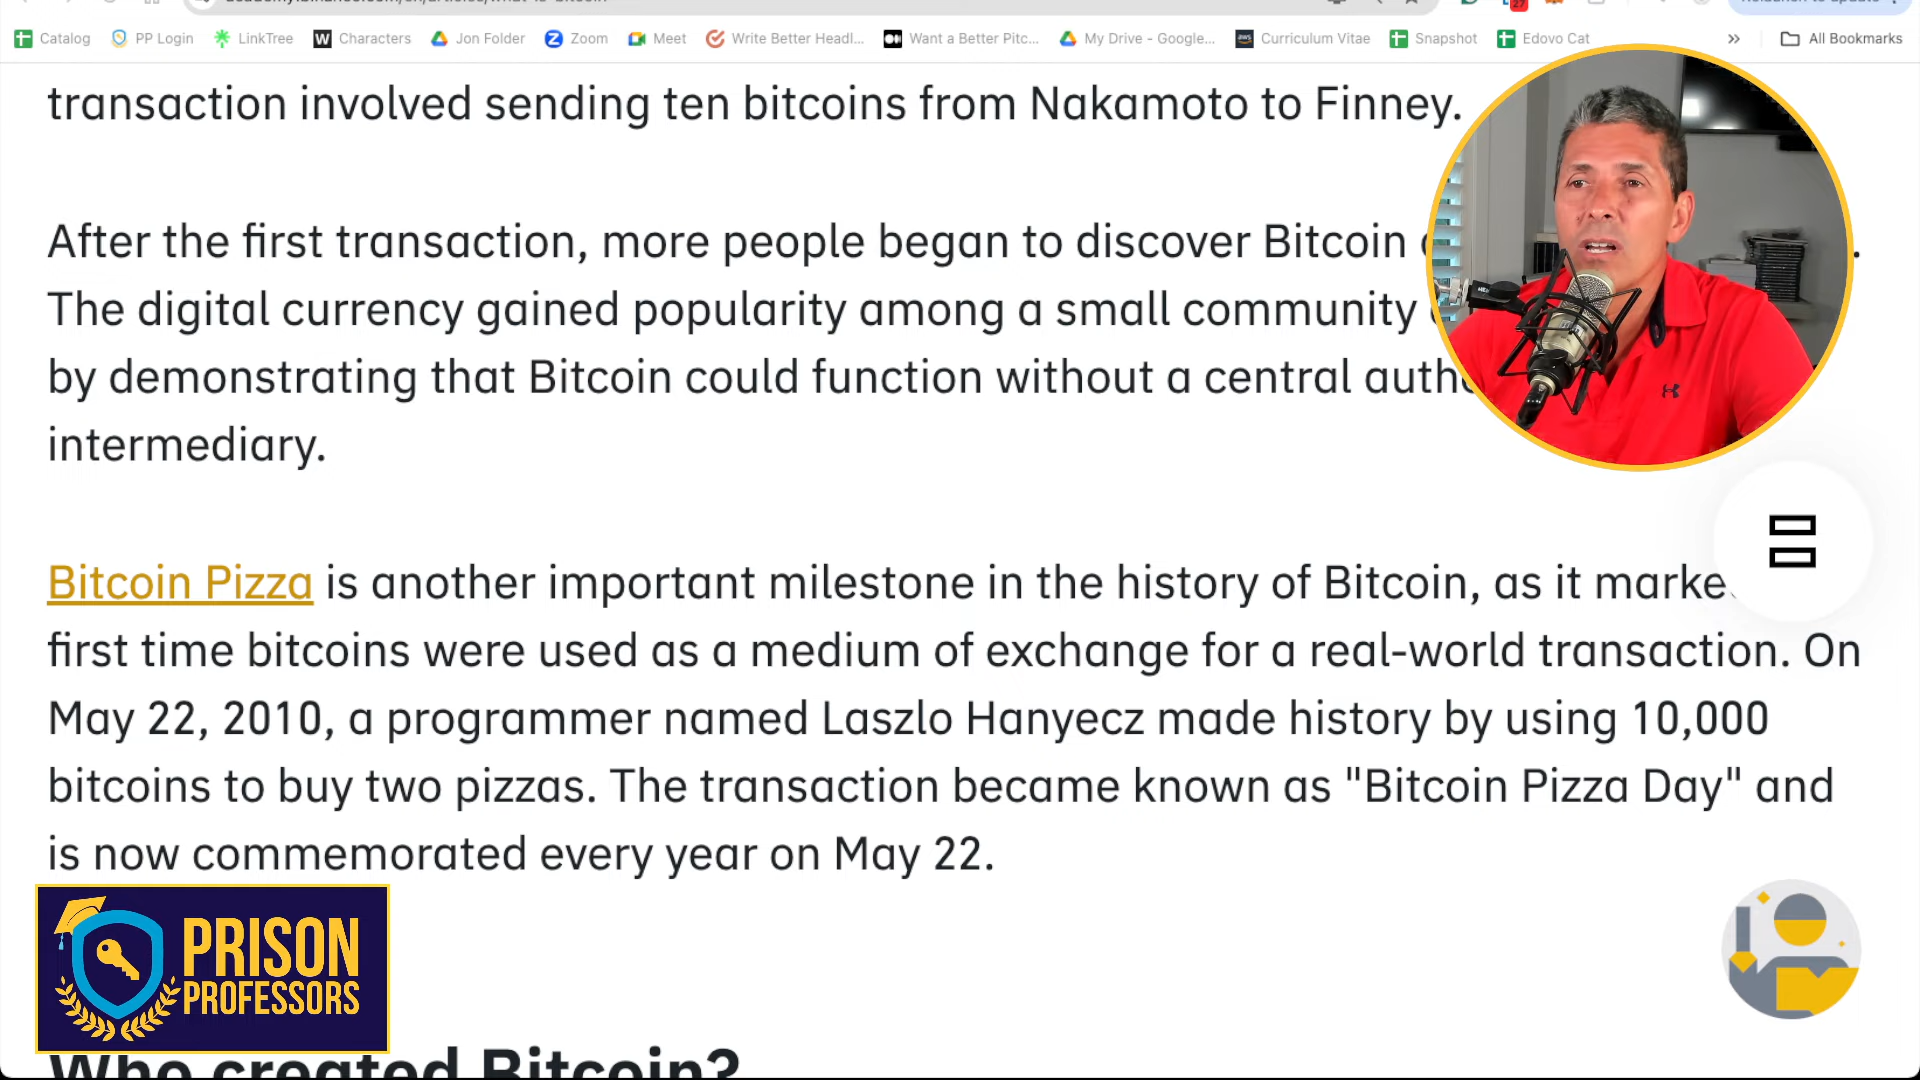 Catalog PP Login LinkTree W Characters Jon Folder Zoom Meet Write Better Headl... Want a Better Pitc... My Drive - Google... aws Curriculum Vitae Snapshot Edovo Cat » All Bookmarks
transaction involved sending ten bitcoins from Nakamoto to Finney.
After the first transaction, more people began to discover Bitcoin
The digital currency gained popularity among a small community
by demonstrating that Bitcoin could function without a central
intermediary.
Bitcoin Pizza is another important milestone in the history of Bitcoin, as it
first time bitcoins were used as a medium of exchange for a real-world transaction. On
May 22, 2010, a programmer named Laszlo Hanyecz made history by using 10,000
bitcoins to buy two pizzas. The transaction became known as "Bitcoin Pizza Day" and
is now commemorated every year on May 22.
PRISON
PROFESSORS
Who created Bitcoin?